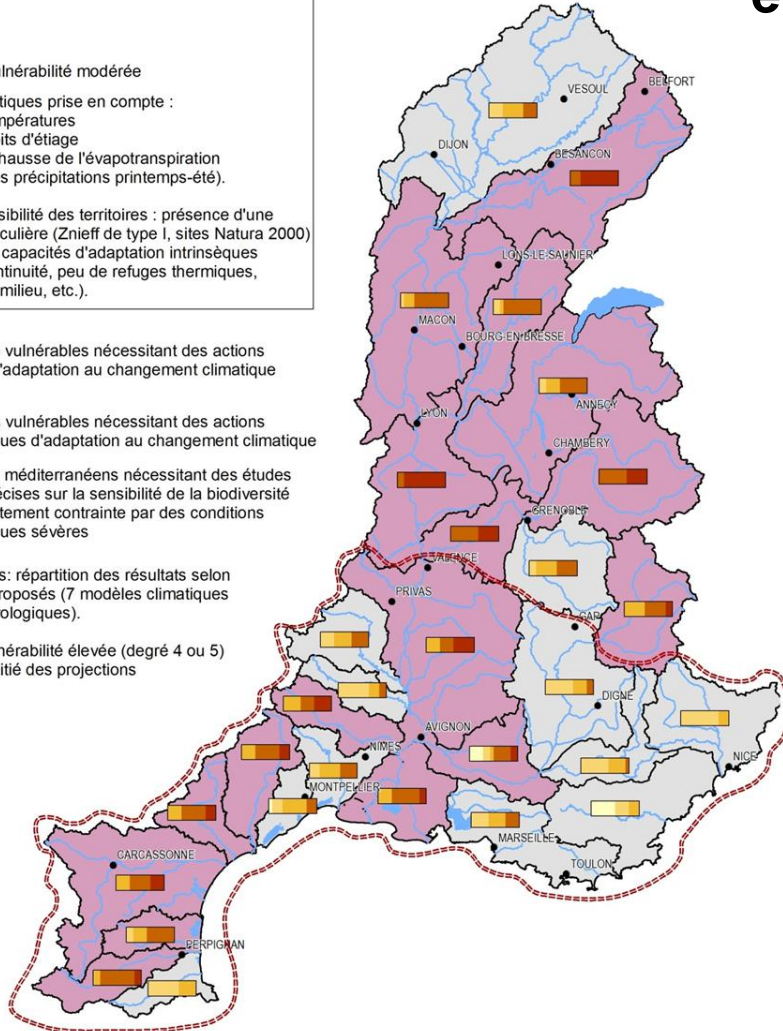 e
lnérabilité modérée
tiques prise en compte :
mpératures
its d'étiage
hausse de l'évapotranspiration
s précipitations printemps-été).
sibilité des territoires : présence d'une
culière (Znieff de type I, sites Natura 2000)
capacités d'adaptation intrinsèques
ntinuité, peu de refuges thermiques,
milieu, etc.).
vulnérables nécessitant des actions
l'adaptation au changement climatique
vulnérables nécessitant des actions
ues d'adaptation au changement climatique
méditerranéens nécessitant des études
écises sur la sensibilité de la biodiversité
tement contrainte par des conditions
ques sévères
s: répartition des résultats selon
roposés (7 modèles climatiques
rologiques).
nérabilité élevée (degré 4 ou 5)
itié des projections
BELFORT
VESOUL
DIJON
BESANCON
LONS-LE-SAUNIER
MACON
BOURG-EN-BRESSE
ANNECY
LYON
CHAMBERY
GRENOBLE
VALENCE
PRIVAS
GAP
DIGNE
AVIGNON
NIMES
NICE
MONTPELLIER
MARSEILLE
CARCASSONNE
TOULON
PERPIGNAN